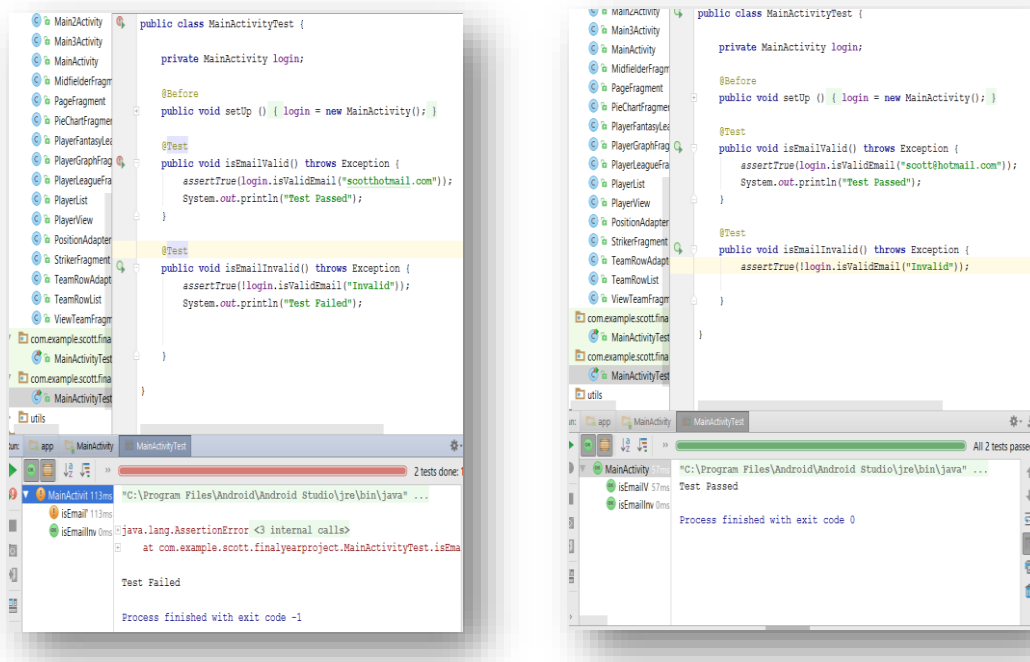 Main2Activity
Main3Activity
MainActivity
MidfielderFragm
PageFragment
PieChartFragmer
PlayerFantasyLea
PlayerGraphFrag
PlayerLeagueFra
PlayerList
PlayerView
PositionAdapter
StrikerFragment
TeamRowAdapt
TeamRowList
ViewTeamFragm
com.example.scott.fina
MainActivityTest
com.example.scott.fina
MainActivityTest
utils
public class MainActivityTest {
private MainActivity login;
@Before
public void setUp () { login = new MainActivity(); }
@Test
public void isEmailValid() throws Exception {
assertTrue(login.isValidEmail("scotthotmail.com"));
System.out.println("Test Passed");
}
@Test
public void isEmailInvalid() throws Exception {
assertTrue(!login.isValidEmail("Invalid"));
System.out.println("Test Failed");
}
}
app MainActivity MainActivityTest
2 tests done: 1
MainActivit 113ms
isEmail' 113ms
isEmailInv 0ms
"C:\Program Files\Android\Android Studio\jre\bin\java" ...
java.lang.AssertionError <3 internal calls>
at com.example.scott.finalyearproject.MainActivityTest.isEma
Test Failed
Process finished with exit code -1
Main2Activity
Main3Activity
MainActivity
MidfielderFragm
PageFragment
PieChartFragmer
PlayerFantasyLea
PlayerGraphFrag
PlayerLeagueFra
PlayerList
PlayerView
PositionAdapter
StrikerFragment
TeamRowAdapt
TeamRowList
ViewTeamFragm
com.example.scott.fina
MainActivityTest
com.example.scott.fina
MainActivityTest
utils
public class MainActivityTest {
private MainActivity login;
@Before
public void setUp () { login = new MainActivity(); }
@Test
public void isEmailValid() throws Exception {
assertTrue(login.isValidEmail("scott@hotmail.com"));
System.out.println("Test Passed");
}
@Test
public void isEmailInvalid() throws Exception {
assertTrue(!login.isValidEmail("Invalid"));
}
}
app MainActivity MainActivityTest
All 2 tests passed
MainActivity 57ms
isEmailV 57ms
isEmailInv 0ms
"C:\Program Files\Android\Android Studio\jre\bin\java" ...
Test Passed
Process finished with exit code 0